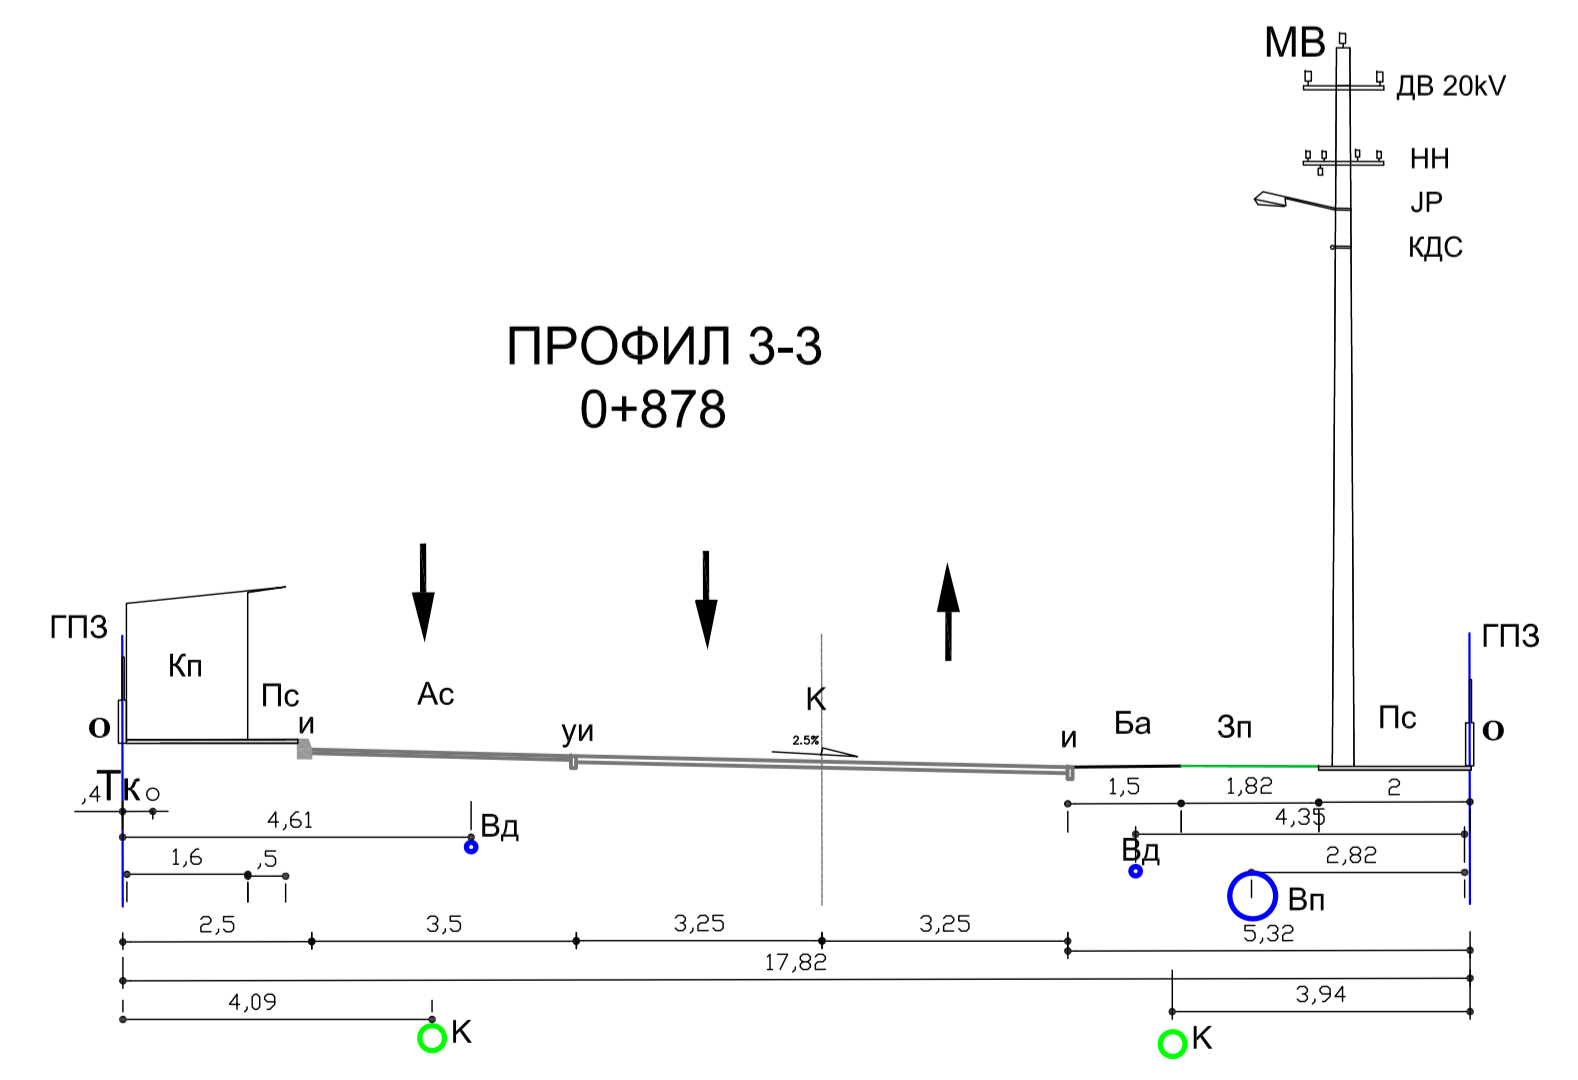 МВ
ДВ 20kV
НН
ЈР
КДС
ПРОФИЛ 3-3
0+878
ГПЗ
ГПЗ
Кп
Пс
Ас
К
Ба
Зп
Пс
о
и
уи
2.5%
и
о
,4
Тк
1,5
1,82
2
4,61
Вд
4,35
1,6
,5
Вд
2,82
Вп
2,5
3,5
3,25
3,25
5,32
17,82
4,09
3,94
К
К